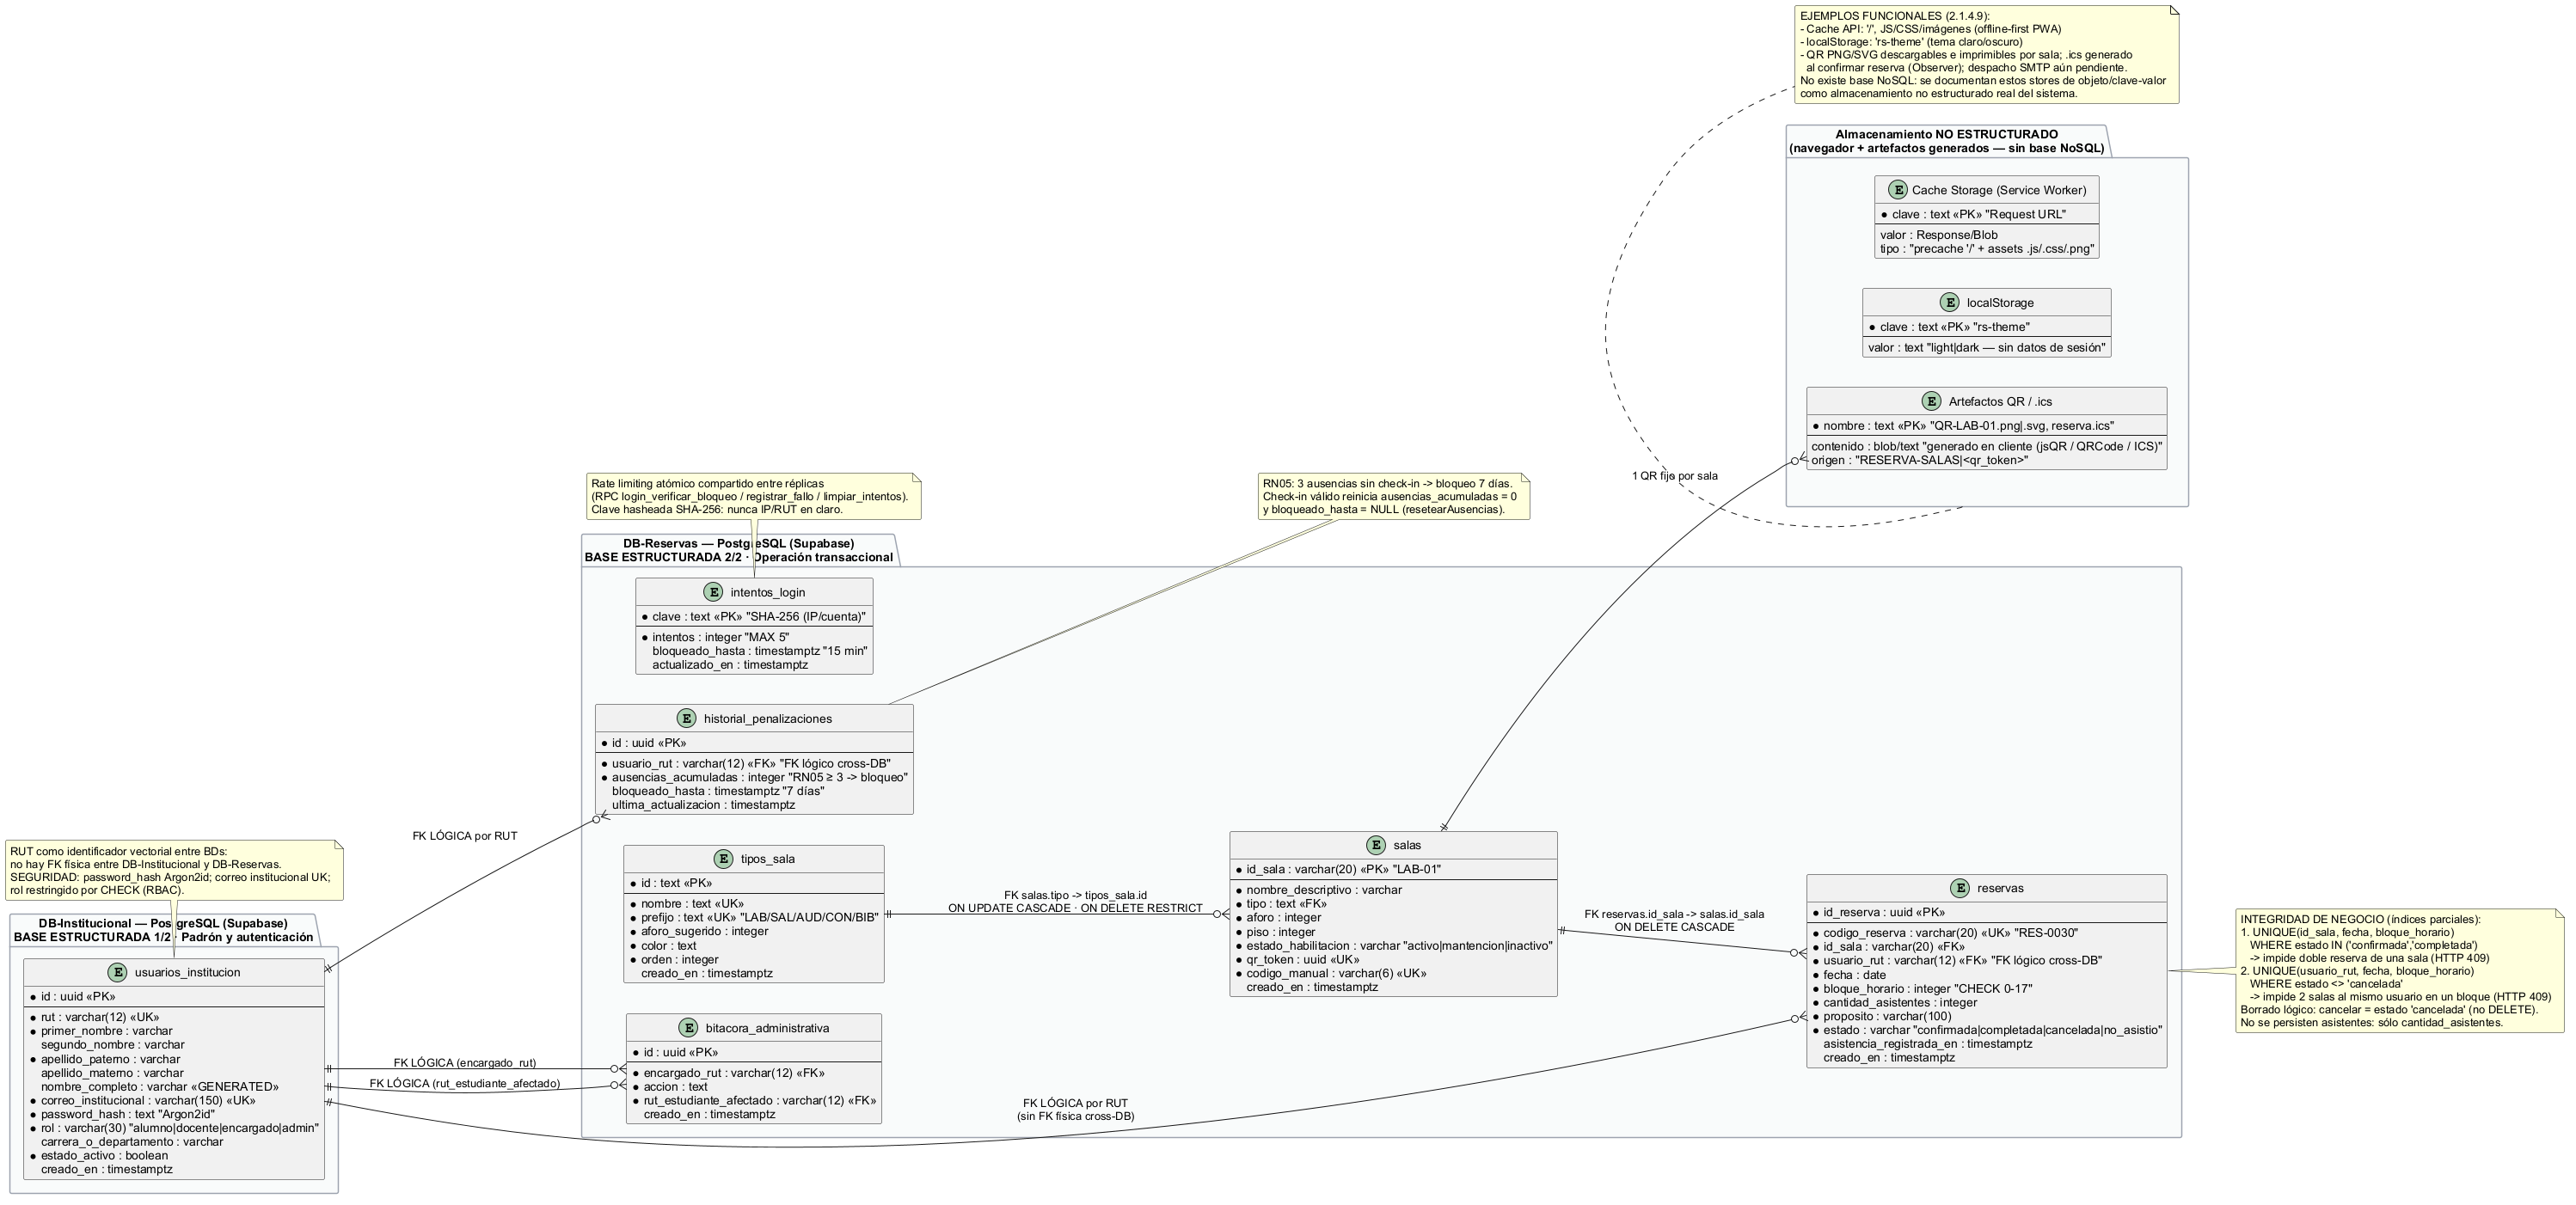 EJEMPLOS FUNCIONALES (2.1.4.9):
- Cache API: '/', JS/CSS/imágenes (offline-first PWA)
- localStorage: 'rs-theme' (tema claro/oscuro)
- QR PNG/SVG descargables e imprimibles por sala; .ics generado
al confirmar reserva (Observer); despacho SMTP aún pendiente.
No existe base NoSQL: se documentan estos stores de objeto/clave-valor
como almacenamiento no estructurado real del sistema.
Almacenamiento NO ESTRUCTURADO
(navegador + artefactos generados — sin base NoSQL)
E Cache Storage (Service Worker)
clave : text «PK» "Request URL"
valor : Response/Blob
tipo : "precache '/' + assets .js/.css/.png"
E localStorage
clave : text «PK» "rs-theme"
valor : text "light|dark — sin datos de sesión"
E Artefactos QR / .ics
nombre : text «PK» "QR-LAB-01.png|.svg, reserva.ics"
contenido : blob/text "generado en cliente (jsQR / QRCode / ICS)"
origen : "RESERVA-SALAS|<qr_token>"
1 QR fijo por sala
Rate limiting atómico compartido entre réplicas
(RPC login_verificar_bloqueo / registrar_fallo / limpiar_intentos).
Clave hasheada SHA-256: nunca IP/RUT en claro.
RN05: 3 ausencias sin check-in -> bloqueo 7 días.
Check-in válido reinicia ausencias_acumuladas = 0
y bloqueado_hasta = NULL (resetearAusencias).
DB-Reservas — PostgreSQL (Supabase)
BASE ESTRUCTURADA 2/2 · Operación transaccional
E intentos_login
clave : text «PK» "SHA-256 (IP/cuenta)"
intentos : integer "MAX 5"
bloqueado_hasta : timestamptz "15 min"
actualizado_en : timestamptz
E historial_penalizaciones
id : uuid «PK»
usuario_rut : varchar(12) «FK» "FK lógico cross-DB"
ausencias_acumuladas : integer "RN05 ≥ 3 -> bloqueo"
bloqueado_hasta : timestamptz "7 días"
ultima_actualizacion : timestamptz
FK LÓGICA por RUT
E tipos_sala
id : text «PK»
nombre : text «UK»
prefijo : text «UK» "LAB/SAL/AUD/CON/BIB"
aforo_sugerido : integer
color : text
orden : integer
creado_en : timestamptz
FK salas.tipo -> tipos_sala.id
ON UPDATE CASCADE · ON DELETE RESTRICT
E salas
id_sala : varchar(20) «PK» "LAB-01"
nombre_descriptivo : varchar
tipo : text «FK»
aforo : integer
piso : integer
estado_habilitacion : varchar "activo|mantencion|inactivo"
qr_token : uuid «UK»
codigo_manual : varchar(6) «UK»
creado_en : timestamptz
FK reservas.id_sala -> salas.id_sala
ON DELETE CASCADE
E reservas
id_reserva : uuid «PK»
codigo_reserva : varchar(20) «UK» "RES-0030"
id_sala : varchar(20) «FK»
usuario_rut : varchar(12) «FK» "FK lógico cross-DB"
fecha : date
bloque_horario : integer "CHECK 0-17"
cantidad_asistentes : integer
proposito : varchar(100)
estado : varchar "confirmada|completada|cancelada|no_asistio"
asistencia_registrada_en : timestamptz
creado_en : timestamptz
INTEGRIDAD DE NEGOCIO (índices parciales):
1. UNIQUE(id_sala, fecha, bloque_horario)
WHERE estado IN ('confirmada','completada')
-> impide doble reserva de una sala (HTTP 409)
2. UNIQUE(usuario_rut, fecha, bloque_horario)
WHERE estado <> 'cancelada'
-> impide 2 salas al mismo usuario en un bloque (HTTP 409)
Borrado lógico: cancelar = estado 'cancelada' (no DELETE).
No se persisten asistentes: sólo cantidad_asistentes.
RUT como identificador vectorial entre BDs:
no hay FK física entre DB-Institucional y DB-Reservas.
SEGURIDAD: password_hash Argon2id; correo institucional UK;
rol restringido por CHECK (RBAC).
DB-Institucional — PostgreSQL (Supabase)
BASE ESTRUCTURADA 1/2 · Padrón y autenticación
E usuarios_institucion
id : uuid «PK»
rut : varchar(12) «UK»
primer_nombre : varchar
segundo_nombre : varchar
apellido_paterno : varchar
apellido_materno : varchar
nombre_completo : varchar «GENERATED»
correo_institucional : varchar(150) «UK»
password_hash : text "Argon2id"
rol : varchar(30) "alumno|docente|encargado|admin"
carrera_o_departamento : varchar
estado_activo : boolean
creado_en : timestamptz
E bitacora_administrativa
id : uuid «PK»
encargado_rut : varchar(12) «FK»
accion : text
rut_estudiante_afectado : varchar(12) «FK»
creado_en : timestamptz
FK LÓGICA (encargado_rut)
FK LÓGICA (rut_estudiante_afectado)
FK LÓGICA por RUT
(sin FK física cross-DB)